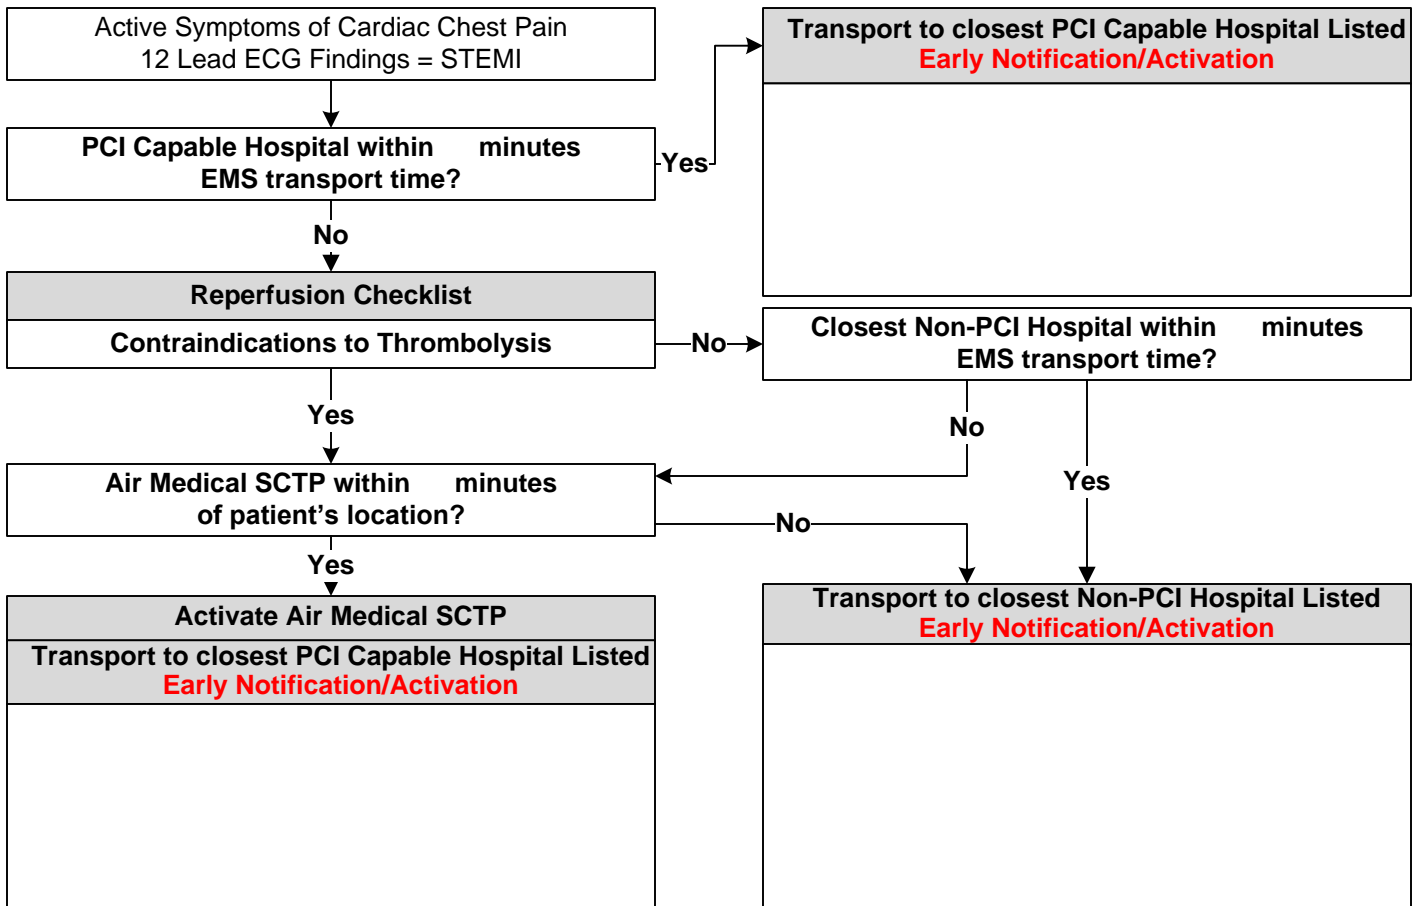 Active Symptoms of Cardiac Chest Pain
12 Lead ECG Findings = STEMI
PCI Capable Hospital within minutes
EMS transport time?
Yes
Transport to closest PCI Capable Hospital Listed
Early Notification/Activation
No
Reperfusion Checklist
Contraindications to Thrombolysis
No
Closest Non-PCI Hospital within minutes
EMS transport time?
Yes
No
Yes
Air Medical SCTP within minutes
of patient's location?
No
Yes
Activate Air Medical SCTP
Transport to closest PCI Capable Hospital Listed
Early Notification/Activation
Transport to closest Non-PCI Hospital Listed
Early Notification/Activation